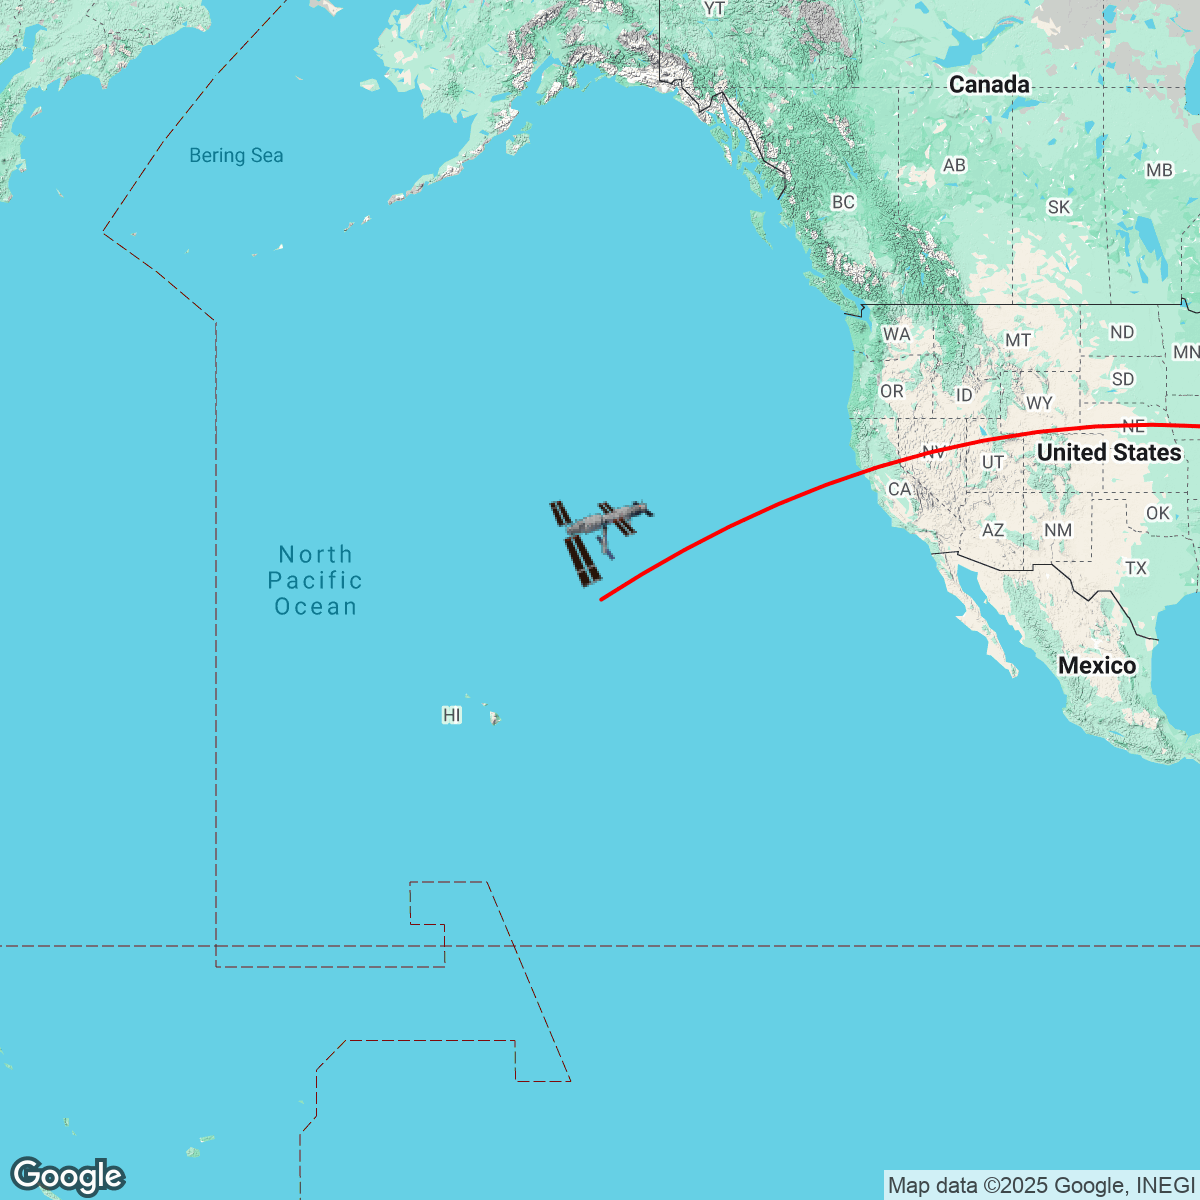 YT
Canada
Bering Sea
AB
MB
BC
SK
WA
MT
ND
MN
OR
ID
WY
SD
NE
NV
UT
United States
CA
OK
AZ
NM
North
Pacific
Ocean
TX
Mexico
HI
Google
Map data ©2025 Google, INEGI